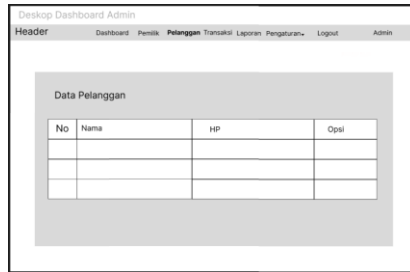 Deskop Dashboard Admin
Header Dashboard Pemilik Pelanggan Transaksi Laporan Pengaturan Logout Admin
Data Pelanggan
No Nama HP Opsi